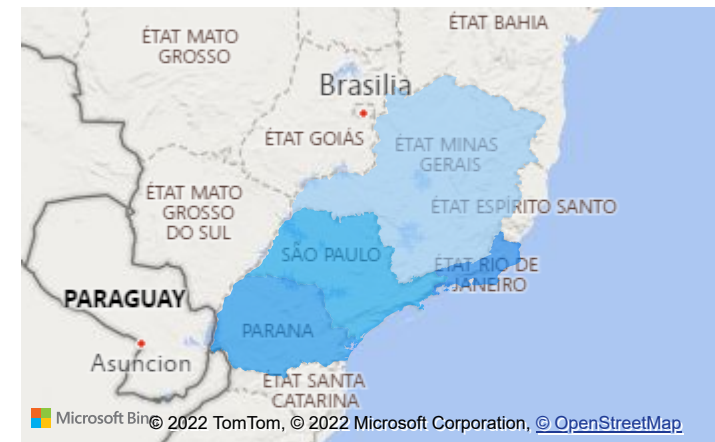 ÉTAT BAHIA
ÉTAT MATO
GROSSO
Brasilia
ÉTAT GOIÁS
ÉTAT MINAS
GERAIS
ÉTAT MATO
GROSSO
DO SUL
ÉTAT ESPÍRITO SANTO
SÃO PAULO
ÉTAT RIO DE
JANEIRO
PARAGUAY
PARANA
Asuncion
ÉTAT SANTA
CATARINA
Microsoft Bin
© 2022 TomTom, © 2022 Microsoft Corporation, © OpenStreetMap